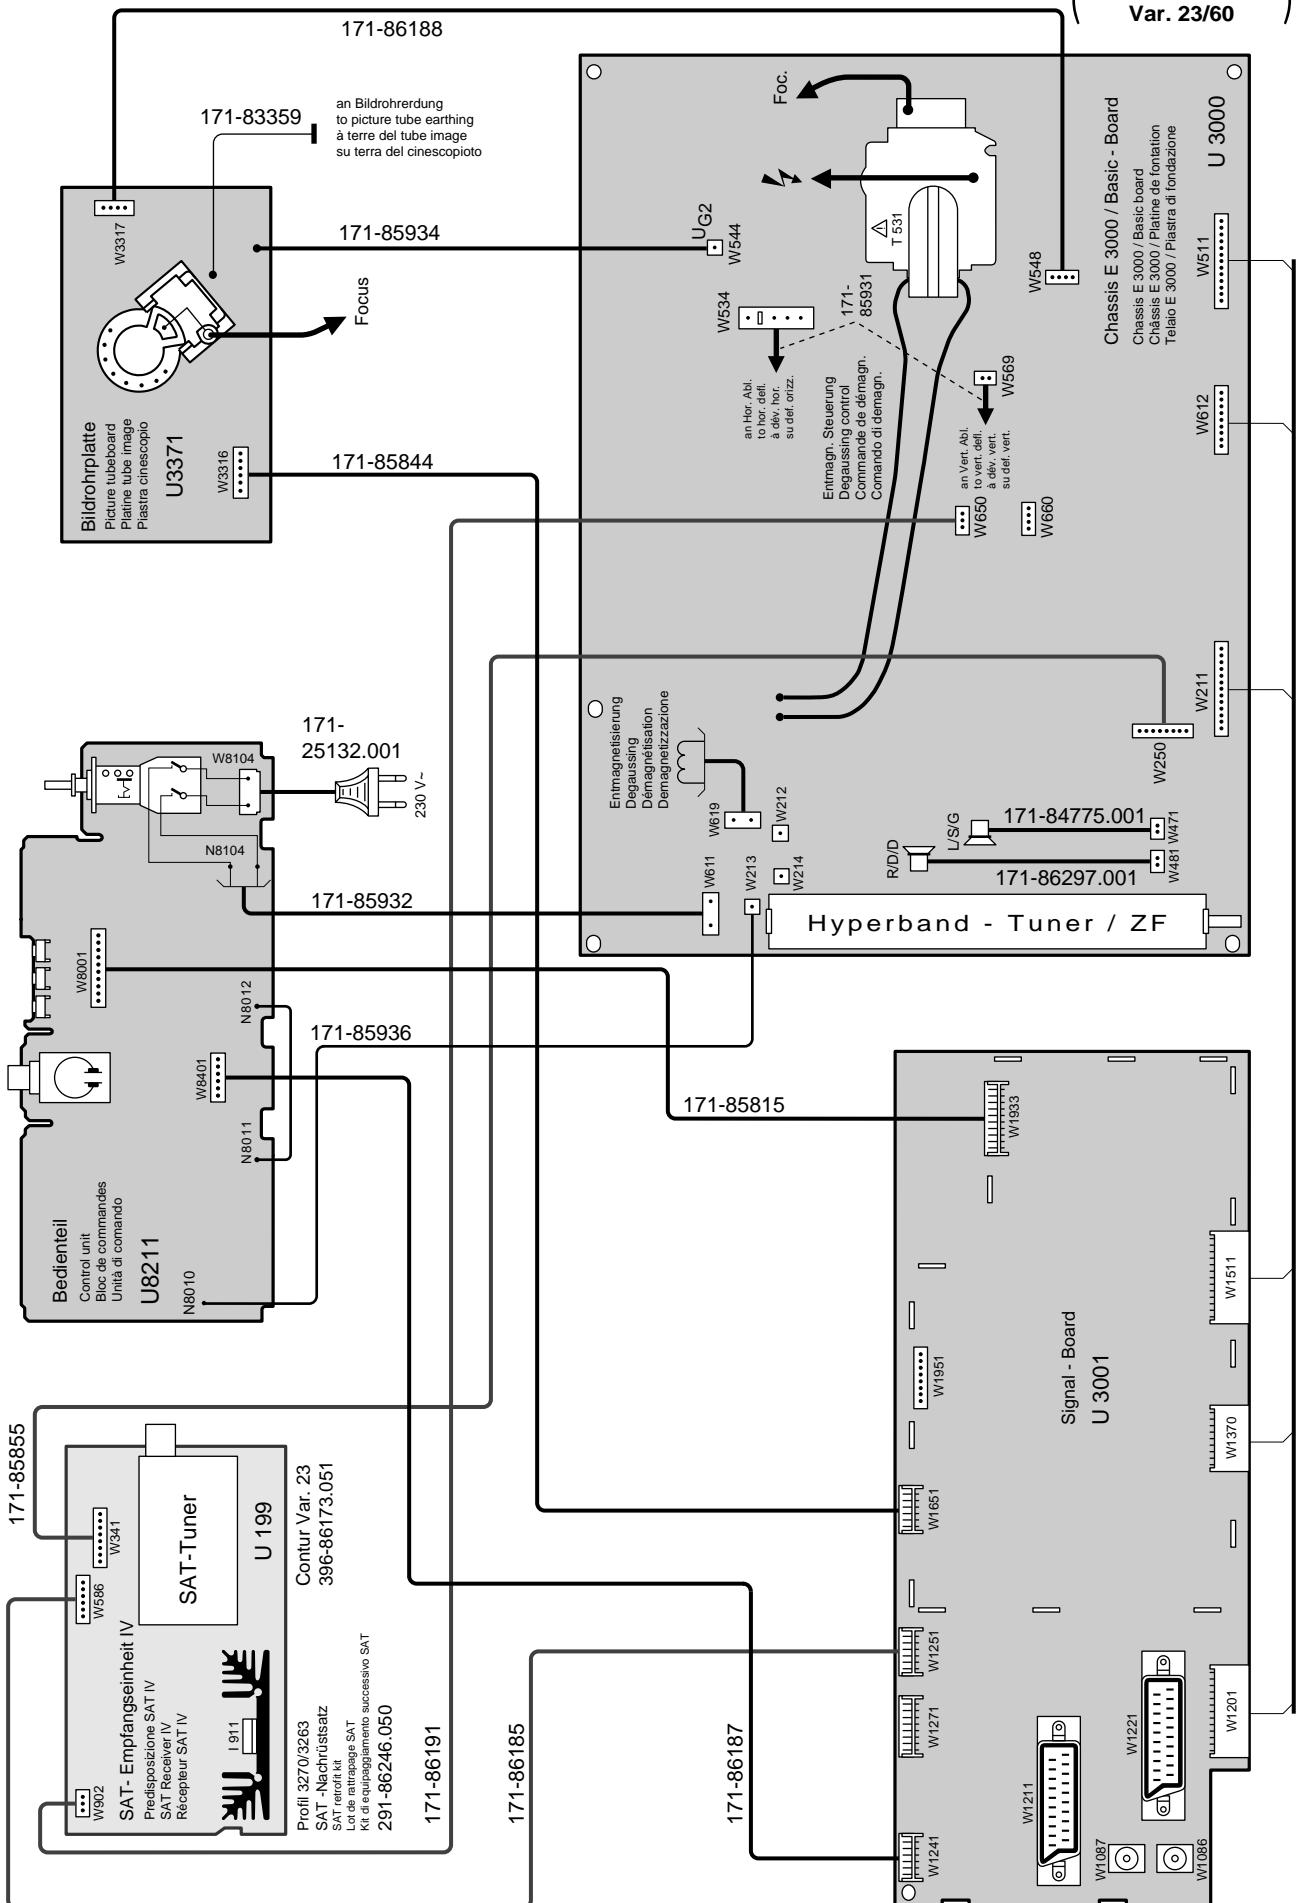 Var. 23/60
171-86188
171-83359
an Bildrohrerdung
to picture tube earthing
à terre del tube image
su terra del cinescopioto
W3317
171-85934
Focus
Bildrohrplatte
Picture tubeboard
Platine tube image
Piastra cinescopio
U3371
W3316
171-85844
Foc.
T 531
UG2
W544
W534
171-
85931
W548
an Hor. Abl.
to hor. defl.
à dév. hor.
su def. orizz.
Entmagn. Steuerung
Degaussing control
Commande de démagn.
Comando di demagn.
W569
an Vert. Abl.
to vert. defl.
à dév. vert.
su def. vert.
W650
W660
Chassis E 3000 / Basic - Board
Chassis E 3000 / Basic board
Châssis E 3000 / Platine de fontation
Telaio E 3000 / Piastra di fondazione
U 3000
W511
W612
W211
W250
Entmagnetisierung
Degaussing
Démagnétisation
Demagnetizzazione
W619
W212
W611
W213
W214
R/D/D
L/S/G
171-84775.001
171-86297.001
W471
W481
Hyperband - Tuner / ZF
171-
25132.001
230 V~
W8104
N8104
171-85932
W8001
N8012
171-85936
W8401
N8011
Bedienteil
Control unit
Bloc de commandes
Unità di comando
U8211
N8010
171-85815
W1933
171-85855
W341
W586
SAT-Tuner
U 199
Contur Var. 23
396-86173.051
SAT- Empfangseinheit IV
Predisposizione SAT IV
SAT Receiver IV
Récepteur SAT IV
I 911
W902
Profil 3270/3263
SAT -Nachrüstsatz
SAT retrofit kit
Lot de rattrapage SAT
Kit di equipaggiamento successivo SAT
291-86246.050
171-86191
171-86185
171-86187
Signal - Board
U 3001
W1951
W1511
W1370
W1651
W1251
W1271
W1201
W1221
W1211
W1241
W1087
W1086